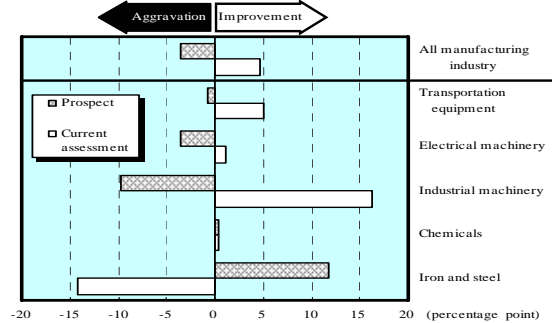 Aggravation Improvement
All manufacturing
industry
Transportation
equipment
Prospect
Current
assessment
Electrical machinery
Industrial machinery
Chemicals
Iron and steel
-20 -15 -10 -5 0 5 10 15 20 (percentage point)